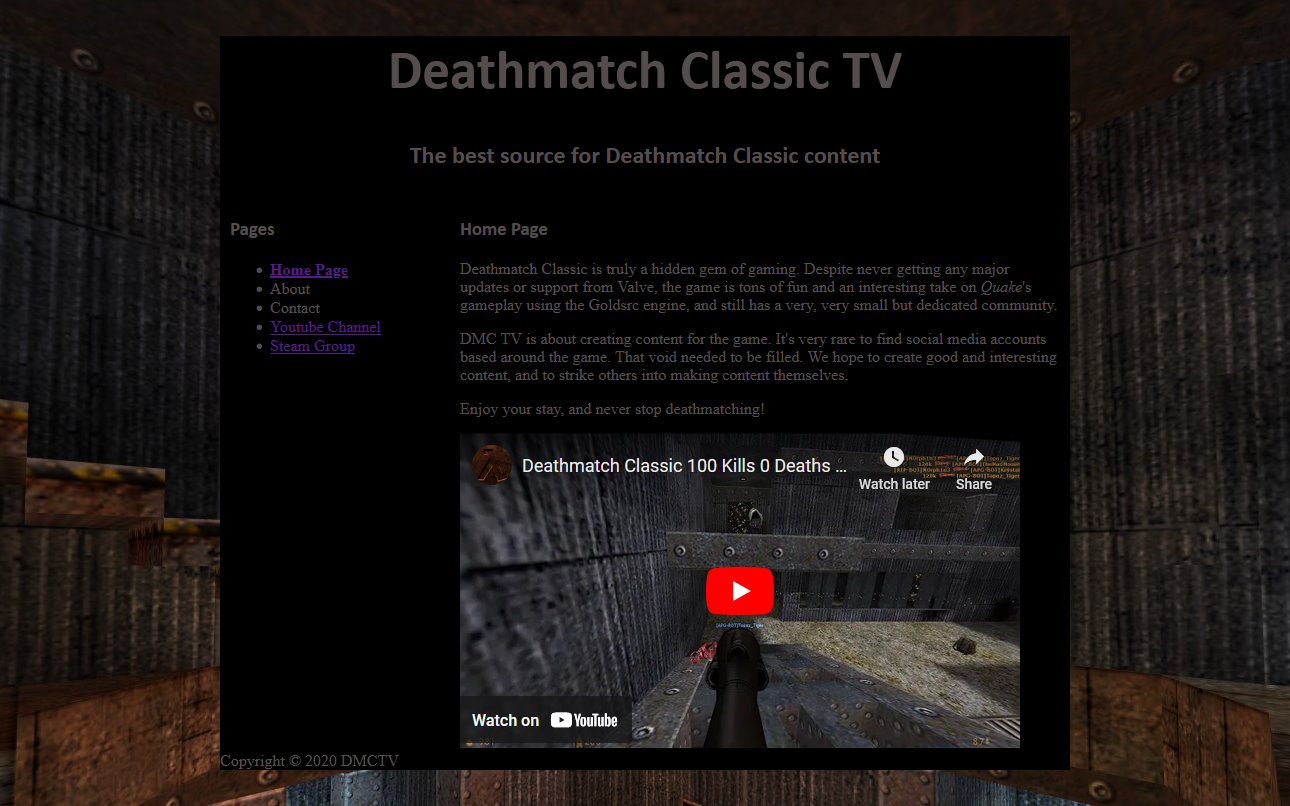 Deathmatch Classic TV
The best source for Deathmatch Classic content
Pages
Home Page
About
Contact
Youtube Channel
Steam Group
Home Page
Deathmatch Classic is truly a hidden gem of gaming. Despite never getting any major
updates or support from Valve, the game is tons of fun and an interesting take on Quake's
gameplay using the Goldsrc engine, and still has a very, very small but dedicated community.
DMC TV is about creating content for the game. It's very rare to find social media accounts
based around the game. That void needed to be filled. We hope to create good and interesting
content, and to strike others into making content themselves.
Enjoy your stay, and never stop deathmatching!
Deathmatch Classic 100 Kills 0 Deaths ...
Watch later
Share
Watch on YouTube
Copyright © 2020 DMCTV